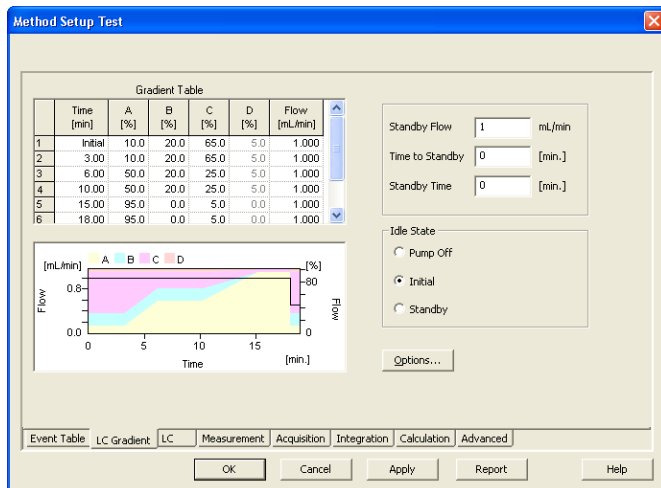 Method Setup Test
Gradient Table
Time [min] A [%] B [%] C [%] D [%] Flow [mL/min]
1 Initial 10.0 20.0 65.0 5.0 1.000
2 3.00 10.0 20.0 65.0 5.0 1.000
3 6.00 50.0 20.0 25.0 5.0 1.000
4 10.00 50.0 20.0 25.0 5.0 1.000
5 15.00 95.0 0.0 5.0 0.0 1.000
6 18.00 95.0 0.0 5.0 0.0 1.000
Standby Flow 1 mL/min
Time to Standby 0 [min.]
Standby Time 0 [min.]
Idle State
Pump Off
Initial
Standby
Options...
[mL/min] A B C D [%]
0.8 80
Flow Flow
0.0 0
0 5 10 15
Time [min.]
Event Table LC Gradient LC Measurement Acquisition Integration Calculation Advanced
OK Cancel Apply Report Help